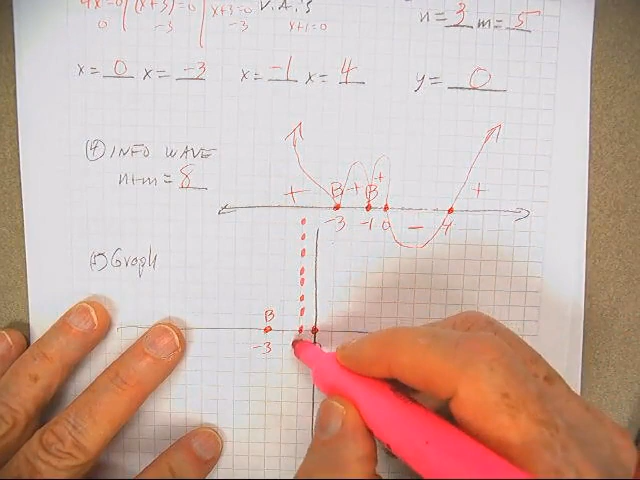 4x=0 (x+3)=0 x+3=0 V.A.'s
0 -3 -3 x+1=0
n=3 m=5
x=0 x=-3 x=-1 x=4 y=0
(4) INFO WAVE
n+m=8
+ B + B + +
-3 -1 0 - 4
(5) Graph
B
-3